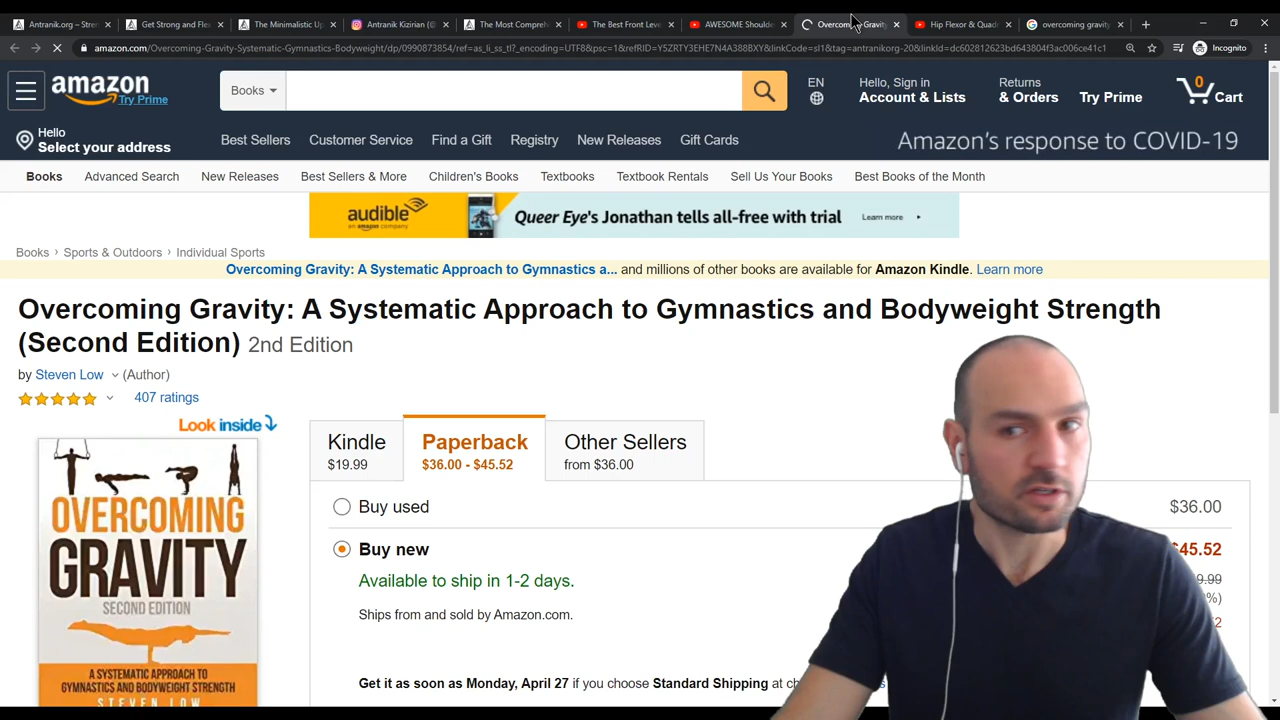 Antranik.org – Stren
Get Strong and Flex
The Minimalistic Up
Antranik Kizirian (@
The Most Compreh
The Best Front Leve
AWESOME Shoulde
Overcoming Gravity
Hip Flexor & Quadr
overcoming gravity
amazon.com/Overcoming-Gravity-Systematic-Gymnastics-Bodyweight/dp/0990873854/ref=as_li_ss_tl?_encoding=UTF8&psc=1&refRID=Y5ZRTY3EHE7N4A388BXY&linkCode=sl1&tag=antranikorg-20&linkId=dc602812623bd643804f3ac006ce41c1
Incognito
amazon
Try Prime
Books
EN
Hello, Sign in
Account & Lists
Returns
& Orders
Try Prime
0
Cart
Hello
Select your address
Best Sellers Customer Service Find a Gift Registry New Releases Gift Cards
Amazon's response to COVID-19
Books Advanced Search New Releases Best Sellers & More Children's Books Textbooks Textbook Rentals Sell Us Your Books Best Books of the Month
audible
an amazon company
Queer Eye's Jonathan tells all-free with trial
Learn more
Books › Sports & Outdoors › Individual Sports
Overcoming Gravity: A Systematic Approach to Gymnastics a... and millions of other books are available for Amazon Kindle. Learn more
Overcoming Gravity: A Systematic Approach to Gymnastics and Bodyweight Strength
(Second Edition) 2nd Edition
by Steven Low (Author)
407 ratings
Look inside
Kindle
$19.99
Paperback
$36.00 - $45.52
Other Sellers
from $36.00
OVERCOMING
GRAVITY
SECOND EDITION
A SYSTEMATIC APPROACH TO
GYMNASTICS AND BODYWEIGHT STRENGTH
STEVEN LOW
Buy used
$36.00
Buy new
$45.52
Available to ship in 1-2 days.
Ships from and sold by Amazon.com.
Get it as soon as Monday, April 27 if you choose Standard Shipping at